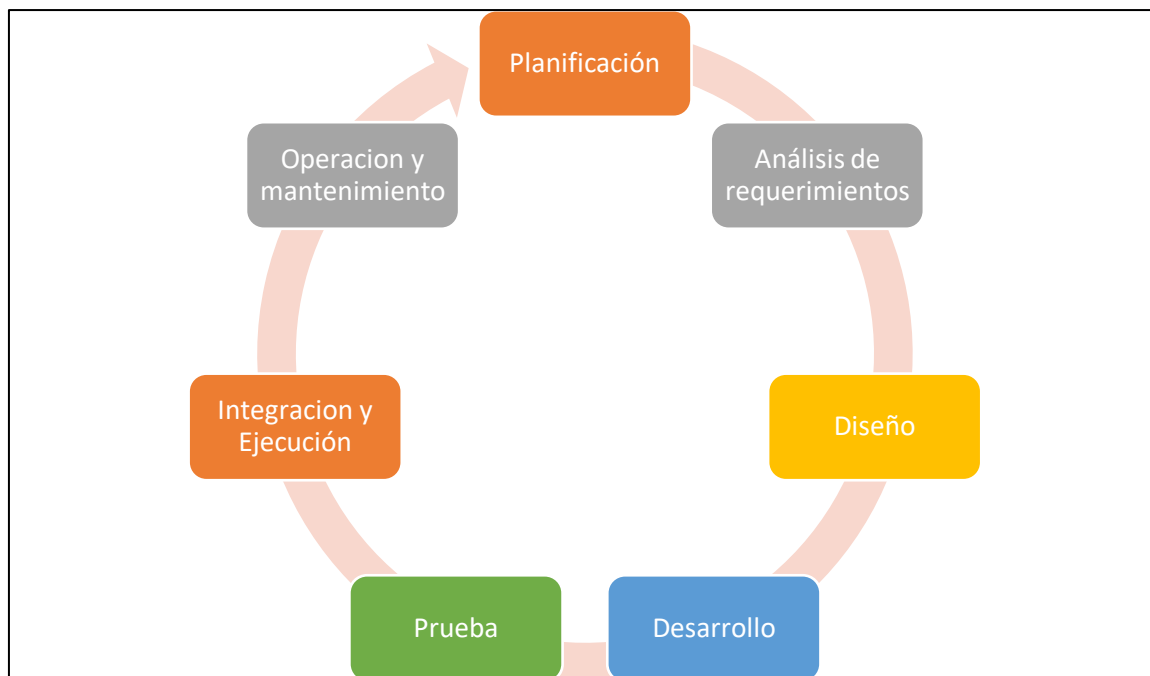 Planificación
Análisis de
requerimientos
Diseño
Desarrollo
Prueba
Integracion y
Ejecución
Operacion y
mantenimiento